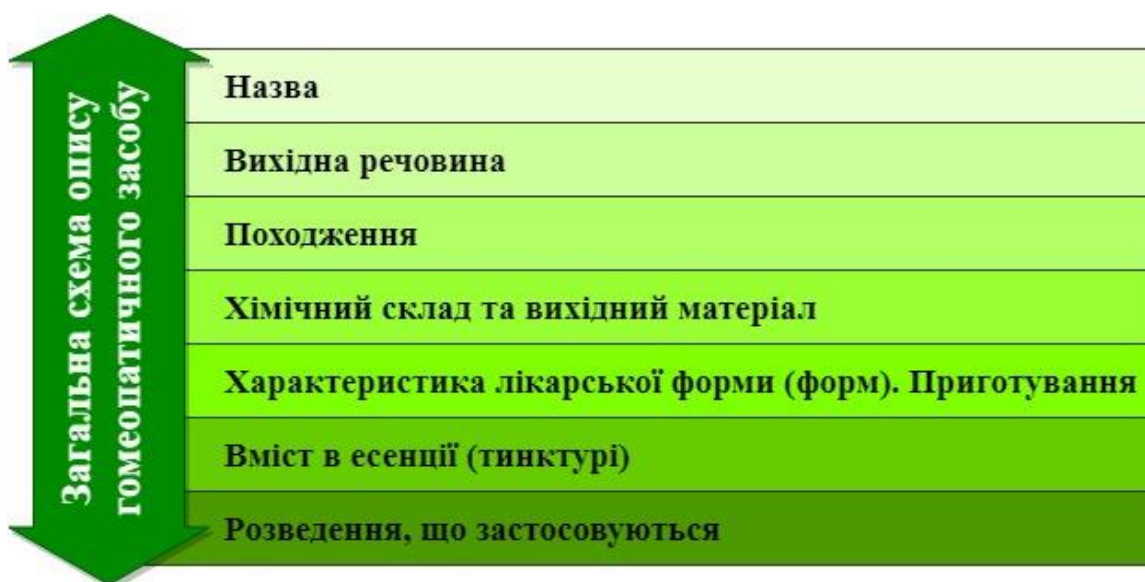 Загальна схема опису
гомеопатичного засобу
Назва
Вихідна речовина
Походження
Хімічний склад та вихідний матеріал
Характеристика лікарської форми (форм). Приготування
Вміст в есенції (тинктурі)
Розведення, що застосовуються